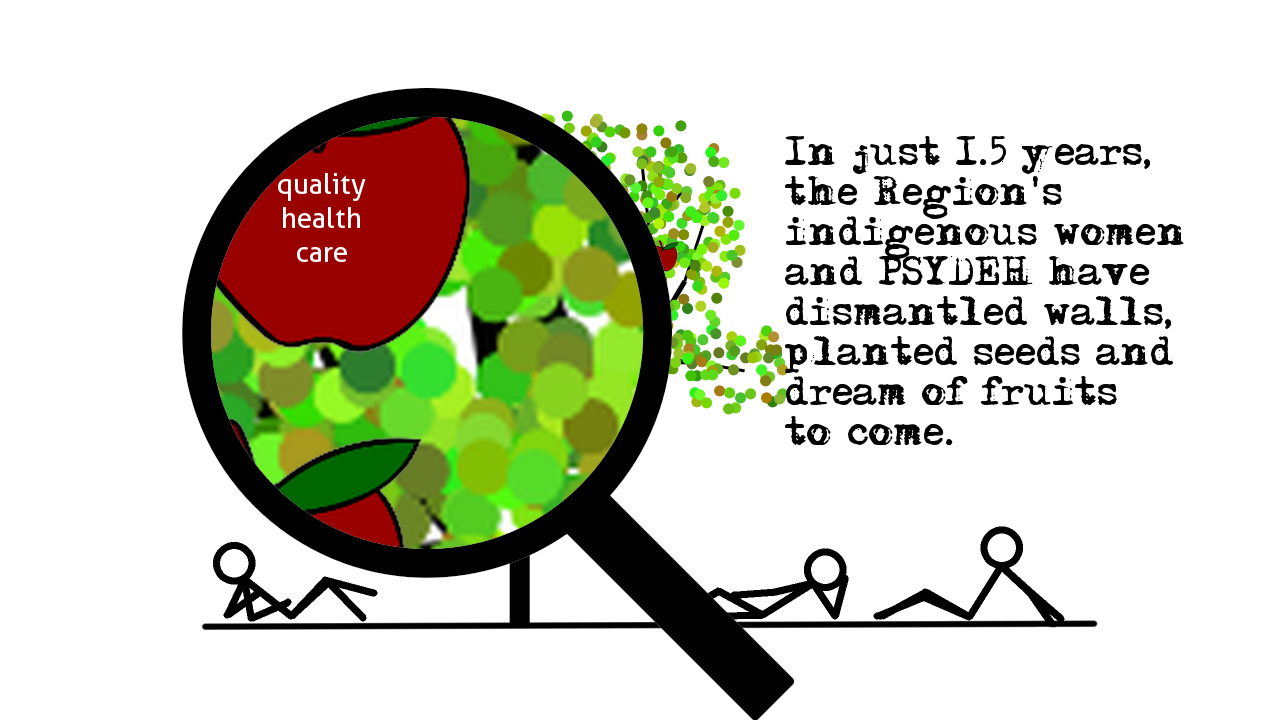 quality
health
care
In just 1.5 years,
the Region's
indigenous women
and PSYDEH have
dismantled walls,
planted seeds and
dream of fruits
to come.